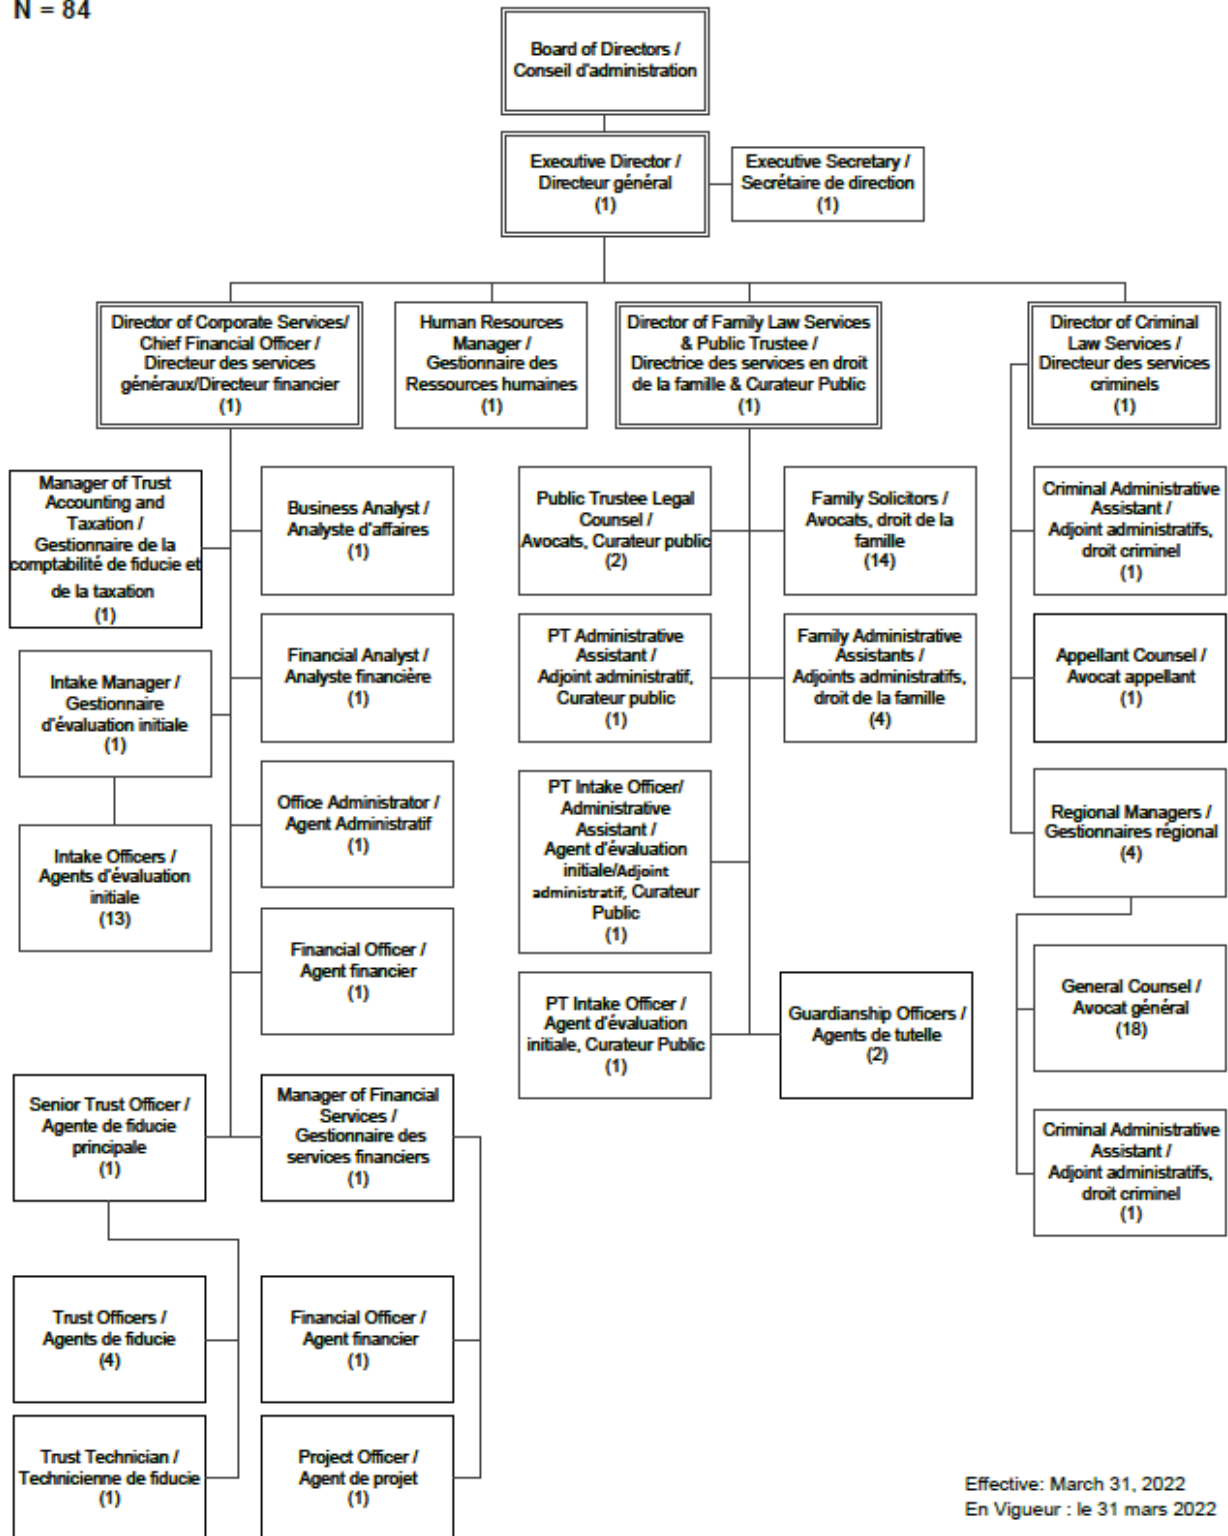 N = 84
Board of Directors /
Conseil d'administration
Executive Director /
Directeur général
(1)
Executive Secretary /
Secrétaire de direction
(1)
Director of Corporate Services/
Chief Financial Officer /
Directeur des services
généraux/Directeur financier
(1)
Human Resources
Manager /
Gestionnaire des
Ressources humaines
(1)
Director of Family Law Services
& Public Trustee /
Directrice des services en droit
de la famille & Curateur Public
(1)
Director of Criminal
Law Services /
Directeur des services
criminels
(1)
Manager of Trust
Accounting and
Taxation /
Gestionnaire de la
comptabilité de fiducie et
de la taxation
(1)
Business Analyst /
Analyste d'affaires
(1)
Public Trustee Legal
Counsel /
Avocats, Curateur public
(2)
Family Solicitors /
Avocats, droit de la
famille
(14)
Criminal Administrative
Assistant /
Adjoint administratifs,
droit criminel
(1)
Intake Manager /
Gestionnaire
d'évaluation initiale
(1)
Financial Analyst /
Analyste financière
(1)
PT Administrative
Assistant /
Adjoint administratif,
Curateur public
(1)
Family Administrative
Assistants /
Adjoints administratifs,
droit de la famille
(4)
Appellant Counsel /
Avocat appellant
(1)
Intake Officers /
Agents d'évaluation
initiale
(13)
Office Administrator /
Agent Administratif
(1)
PT Intake Officer/
Administrative
Assistant /
Agent d'évaluation
initiale/Adjoint
administratif, Curateur
Public
(1)
Regional Managers /
Gestionnaires régional
(4)
Financial Officer /
Agent financier
(1)
PT Intake Officer /
Agent d'évaluation
initiale, Curateur Public
(1)
Guardianship Officers /
Agents de tutelle
(2)
General Counsel /
Avocat général
(18)
Senior Trust Officer /
Agente de fiducie
principale
(1)
Manager of Financial
Services /
Gestionnaire des
services financiers
(1)
Criminal Administrative
Assistant /
Adjoint administratifs,
droit criminel
(1)
Trust Officers /
Agents de fiducie
(4)
Financial Officer /
Agent financier
(1)
Trust Technician /
Technicienne de fiducie
(1)
Project Officer /
Agent de projet
(1)
Effective: March 31, 2022
En Vigueur : le 31 mars 2022